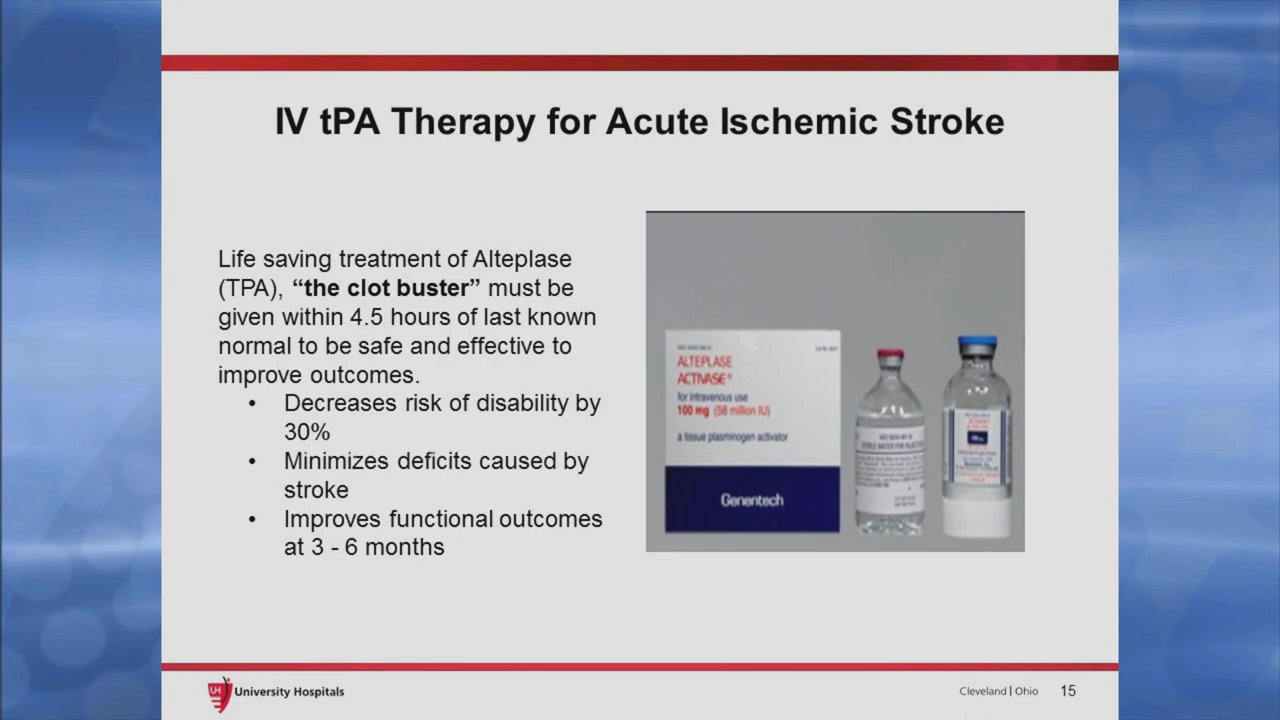 IV tPA Therapy for Acute Ischemic Stroke
Life saving treatment of Alteplase
(TPA), “the clot buster” must be
given within 4.5 hours of last known
normal to be safe and effective to
improve outcomes.
• Decreases risk of disability by
30%
• Minimizes deficits caused by
stroke
• Improves functional outcomes
at 3 - 6 months
ALTEPLASE
ACTIVASE®
for intravenous use
100 mg (58 million IU)
a tissue plasminogen activator
Genentech
STERILE WATER FOR INJECTION
UH University Hospitals
Cleveland | Ohio 15